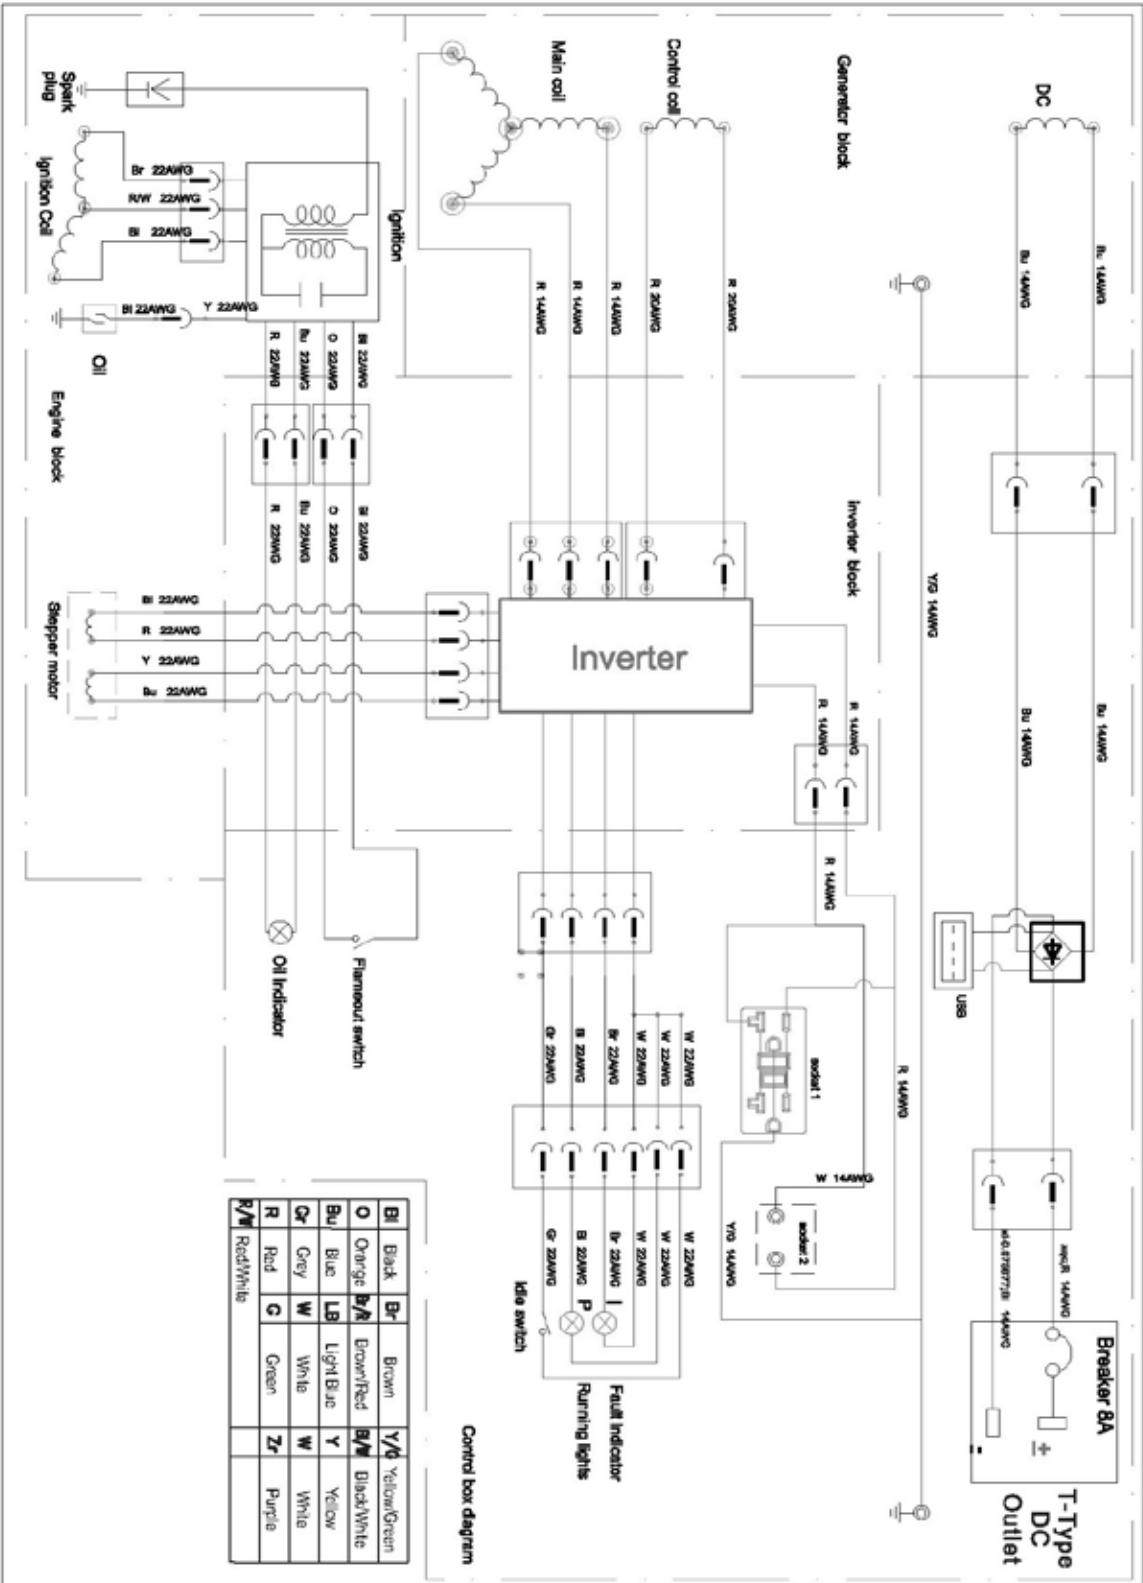 Generator block
DC
Control coil
Main coil
Spark
plug
Ignition Coil
Br 22AWG
R/W 22AWG
Bl 22AWG
Ignition
Bl 22AWG
Y 22AWG
Oil
Engine block
R 22AWG
Bu 22AWG
O 22AWG
Bl 22AWG
R 22AWG
Bu 22AWG
O 22AWG
Bl 22AWG
R 14AWG
R 14AWG
R 14AWG
R 20AWG
R 20AWG
Bu 14AWG
Bu 14AWG
Inverter block
Y/G 14AWG
Bu 14AWG
Bu 14AWG
Stepper motor
Bl 22AWG
R 22AWG
Y 22AWG
Bu 22AWG
Inverter
R 14AWG
R 14AWG
R 14AWG
Oil Indicator
Flameout switch
Gr 22AWG
Bl 22AWG
Br 22AWG
W 22AWG
W 22AWG
W 22AWG
USB
socket 1
R 14AWG
W 14AWG
socket 2
Y/G 14AWG
Gr 22AWG
Bl 22AWG
Br 22AWG
W 22AWG
W 22AWG
W 22AWG
Idle switch
P
I
Running lights
Fault Indicator
14AWG
14AWG
Breaker 8A
+
-
T-Type
DC
Outlet
Control box diagram
Bl Black Br Brown Y/G Yellow/Green
O Orange Br/R Brown/Red Bl/W Black/White
Bu Blue LB Light Blue Y Yellow
Gr Grey W White W White
R Red G Green Zr Purple
R/W Red/White